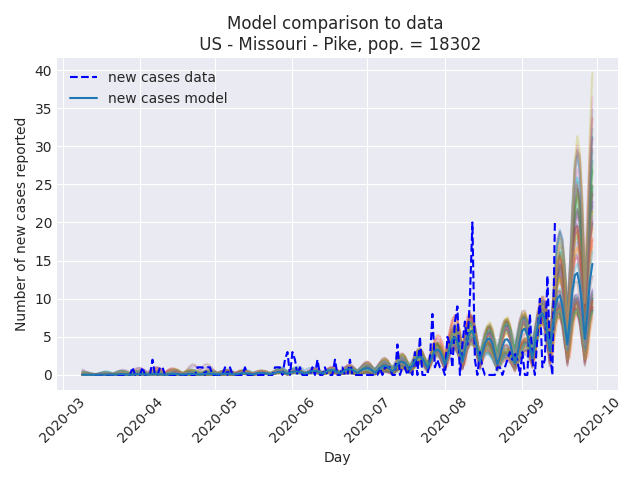 Model comparison to data
US - Missouri - Pike, pop. = 18302
new cases data
new cases model
Number of new cases reported
40
35
30
25
20
15
10
5
0
2020-03
2020-04
2020-05
2020-06
2020-07
2020-08
2020-09
2020-10
Day